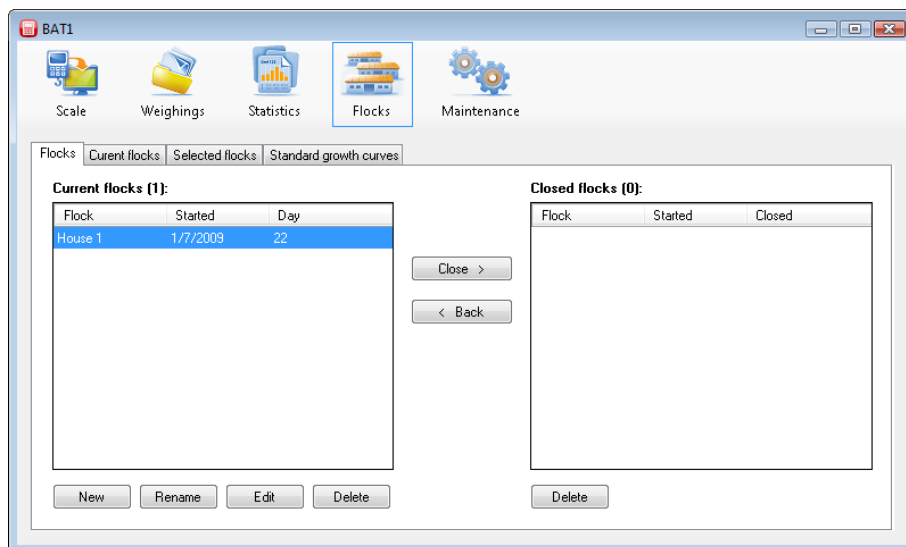 BAT1
Scale Weighings Statistics Flocks Maintenance
Flocks Curent flocks Selected flocks Standard growth curves
Current flocks (1): Closed flocks (0):
Flock Started Day Flock Started Closed
House 1 1/7/2009 22
Close >
< Back
New Rename Edit Delete Delete